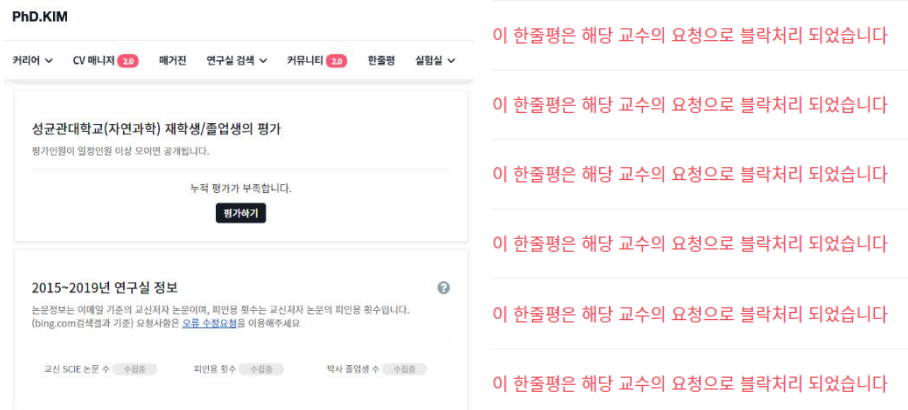 PhD.KIM
커리어 CV 매니저 2.0 매거진 연구실 검색 커뮤니티 2.0 한줄평 실험실
성균관대학교(자연과학) 재학생/졸업생의 평가
평가인원이 일정인원 이상 모이면 공개됩니다.
누적 평가가 부족합니다.
평가하기
2015~2019년 연구실 정보
?
논문정보는 이메일 기준의 교신저자 논문이며, 피인용 횟수는 교신저자 논문의 피인용 횟수입니다.
(bing.com검색결과 기준) 요청사항은 오류 수정요청을 이용해주세요
교신 SCIE 논문 수 수집중 피인용 횟수 수집중 박사 졸업생 수 수집중
이 한줄평은 해당 교수의 요청으로 블락처리 되었습니다
이 한줄평은 해당 교수의 요청으로 블락처리 되었습니다
이 한줄평은 해당 교수의 요청으로 블락처리 되었습니다
이 한줄평은 해당 교수의 요청으로 블락처리 되었습니다
이 한줄평은 해당 교수의 요청으로 블락처리 되었습니다
이 한줄평은 해당 교수의 요청으로 블락처리 되었습니다